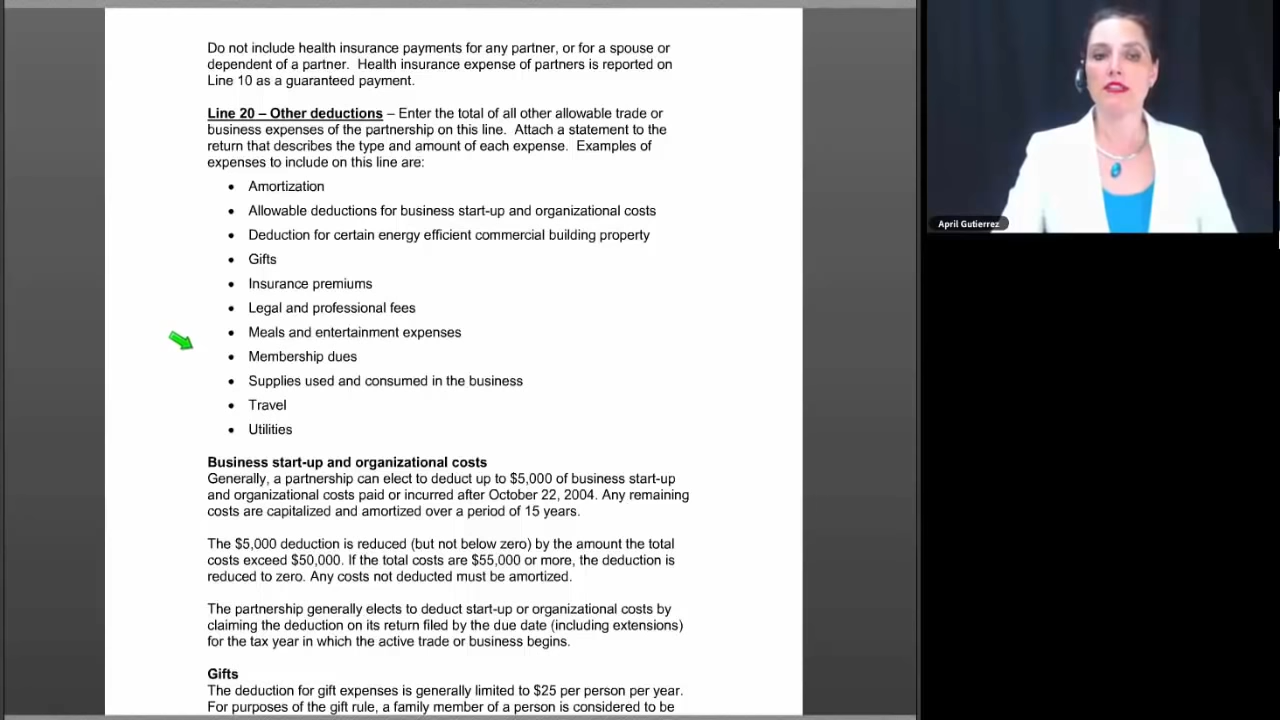 Do not include health insurance payments for any partner, or for a spouse or
dependent of a partner.  Health insurance expense of partners is reported on
Line 10 as a guaranteed payment.
Line 20 – Other deductions – Enter the total of all other allowable trade or
business expenses of the partnership on this line.  Attach a statement to the
return that describes the type and amount of each expense.  Examples of
expenses to include on this line are:
• Amortization
• Allowable deductions for business start-up and organizational costs
• Deduction for certain energy efficient commercial building property
• Gifts
• Insurance premiums
• Legal and professional fees
• Meals and entertainment expenses
• Membership dues
• Supplies used and consumed in the business
• Travel
• Utilities
Business start-up and organizational costs
Generally, a partnership can elect to deduct up to $5,000 of business start-up
and organizational costs paid or incurred after October 22, 2004. Any remaining
costs are capitalized and amortized over a period of 15 years.
The $5,000 deduction is reduced (but not below zero) by the amount the total
costs exceed $50,000. If the total costs are $55,000 or more, the deduction is
reduced to zero. Any costs not deducted must be amortized.
The partnership generally elects to deduct start-up or organizational costs by
claiming the deduction on its return filed by the due date (including extensions)
for the tax year in which the active trade or business begins.
Gifts
The deduction for gift expenses is generally limited to $25 per person per year.
For purposes of the gift rule, a family member of a person is considered to be
April Gutierrez